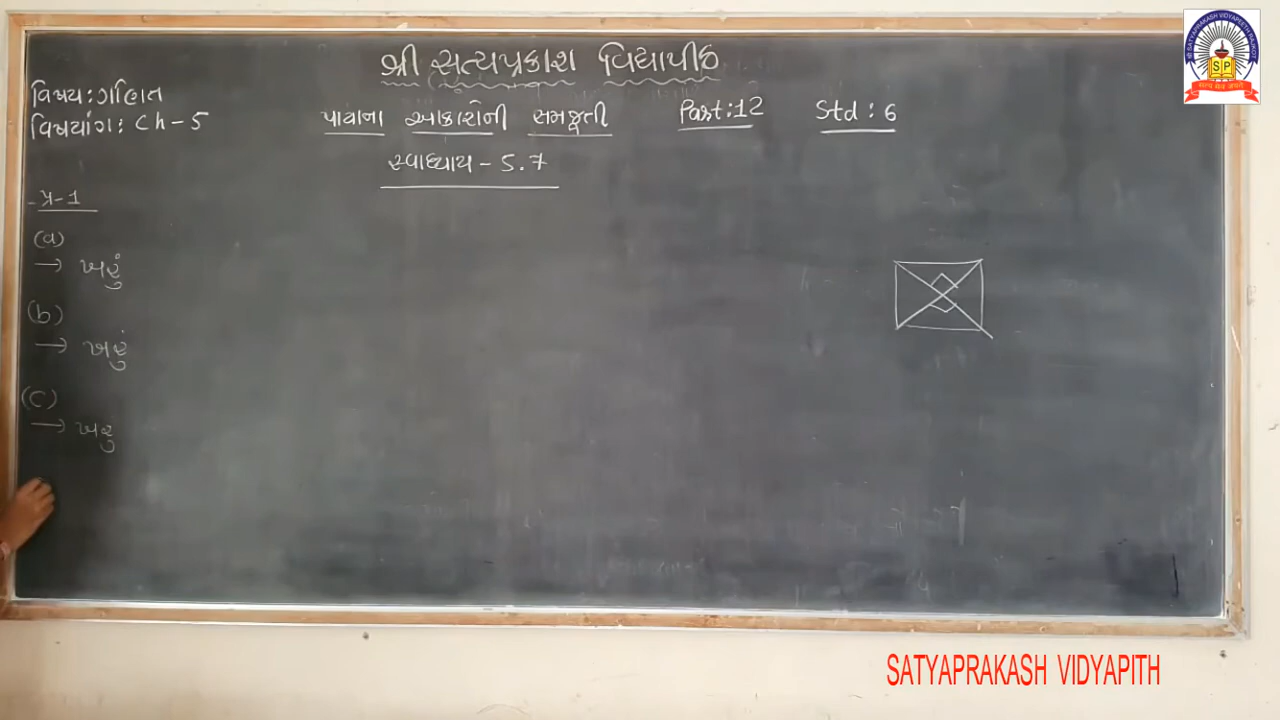 શ્રી સત્યપ્રકાશ વિદ્યાપીઠ
વિષય: ગણિત
વિષયાંગ: Ch-5
પાયાના આકારોની સમજૂતી Part:12 Std: 6
સ્વાધ્યાય - 5.7
પ્ર-1
(a)
→ ખરું
(b)
→ ખરું
(c)
→ ખરું
SP
SATYAPRAKASH VIDYAPITH